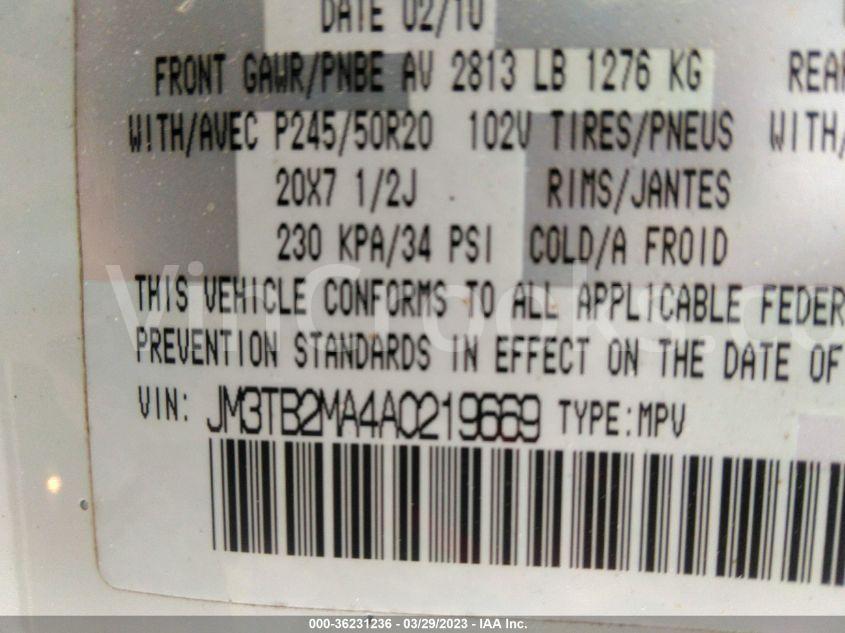 DATE 02/10
FRONT GAWR/PNBE AV 2813 LB 1276 KG REAR
WITH/AVEC P245/50R20 102V TIRES/PNEUS WITH/
20X7 1/2J RIMS/JANTES
230 KPA/34 PSI COLD/A FROID
THIS VEHICLE CONFORMS TO ALL APPLICABLE FEDER
PREVENTION STANDARDS IN EFFECT ON THE DATE OF
VIN: JM3TB2MA4A0219669 TYPE:MPV
000-36231236 - 03/29/2023 - IAA Inc.